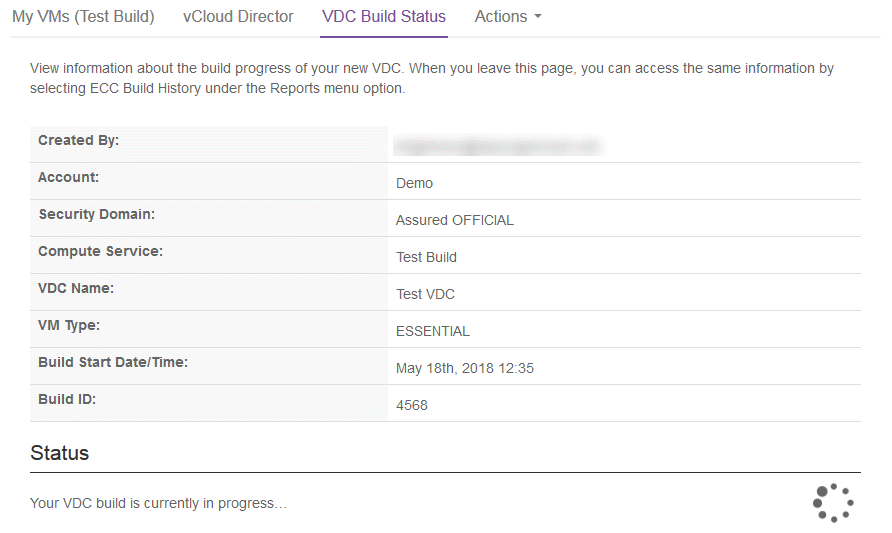 My VMs (Test Build) vCloud Director VDC Build Status Actions
View information about the build progress of your new VDC. When you leave this page, you can access the same information by
selecting ECC Build History under the Reports menu option.
Created By:
Account: Demo
Security Domain: Assured OFFICIAL
Compute Service: Test Build
VDC Name: Test VDC
VM Type: ESSENTIAL
Build Start Date/Time: May 18th, 2018 12:35
Build ID: 4568
Status
Your VDC build is currently in progress...